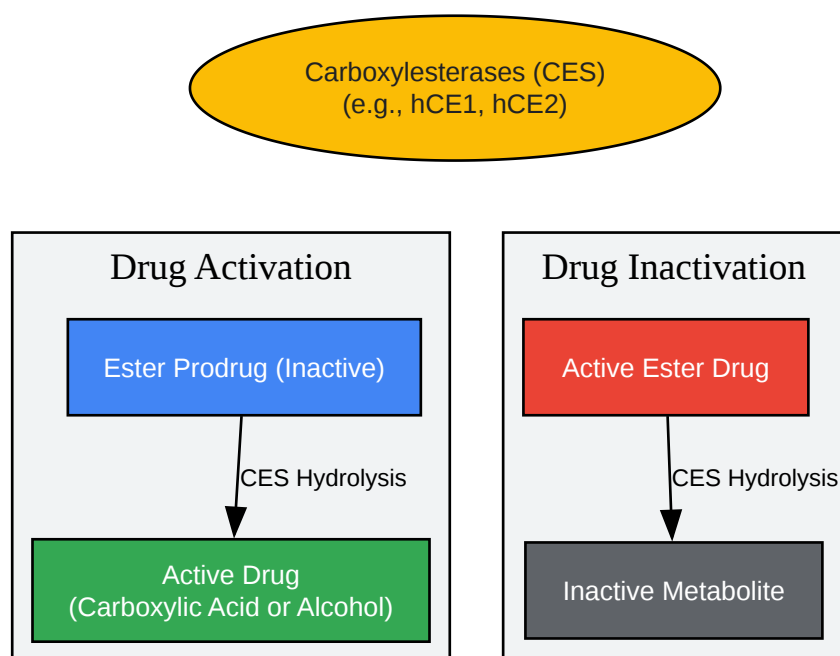 Carboxylesterases (CES)
(e.g., hCE1, hCE2)
Drug Activation
Ester Prodrug (Inactive)
CES Hydrolysis
Active Drug
(Carboxylic Acid or Alcohol)
Drug Inactivation
Active Ester Drug
CES Hydrolysis
Inactive Metabolite